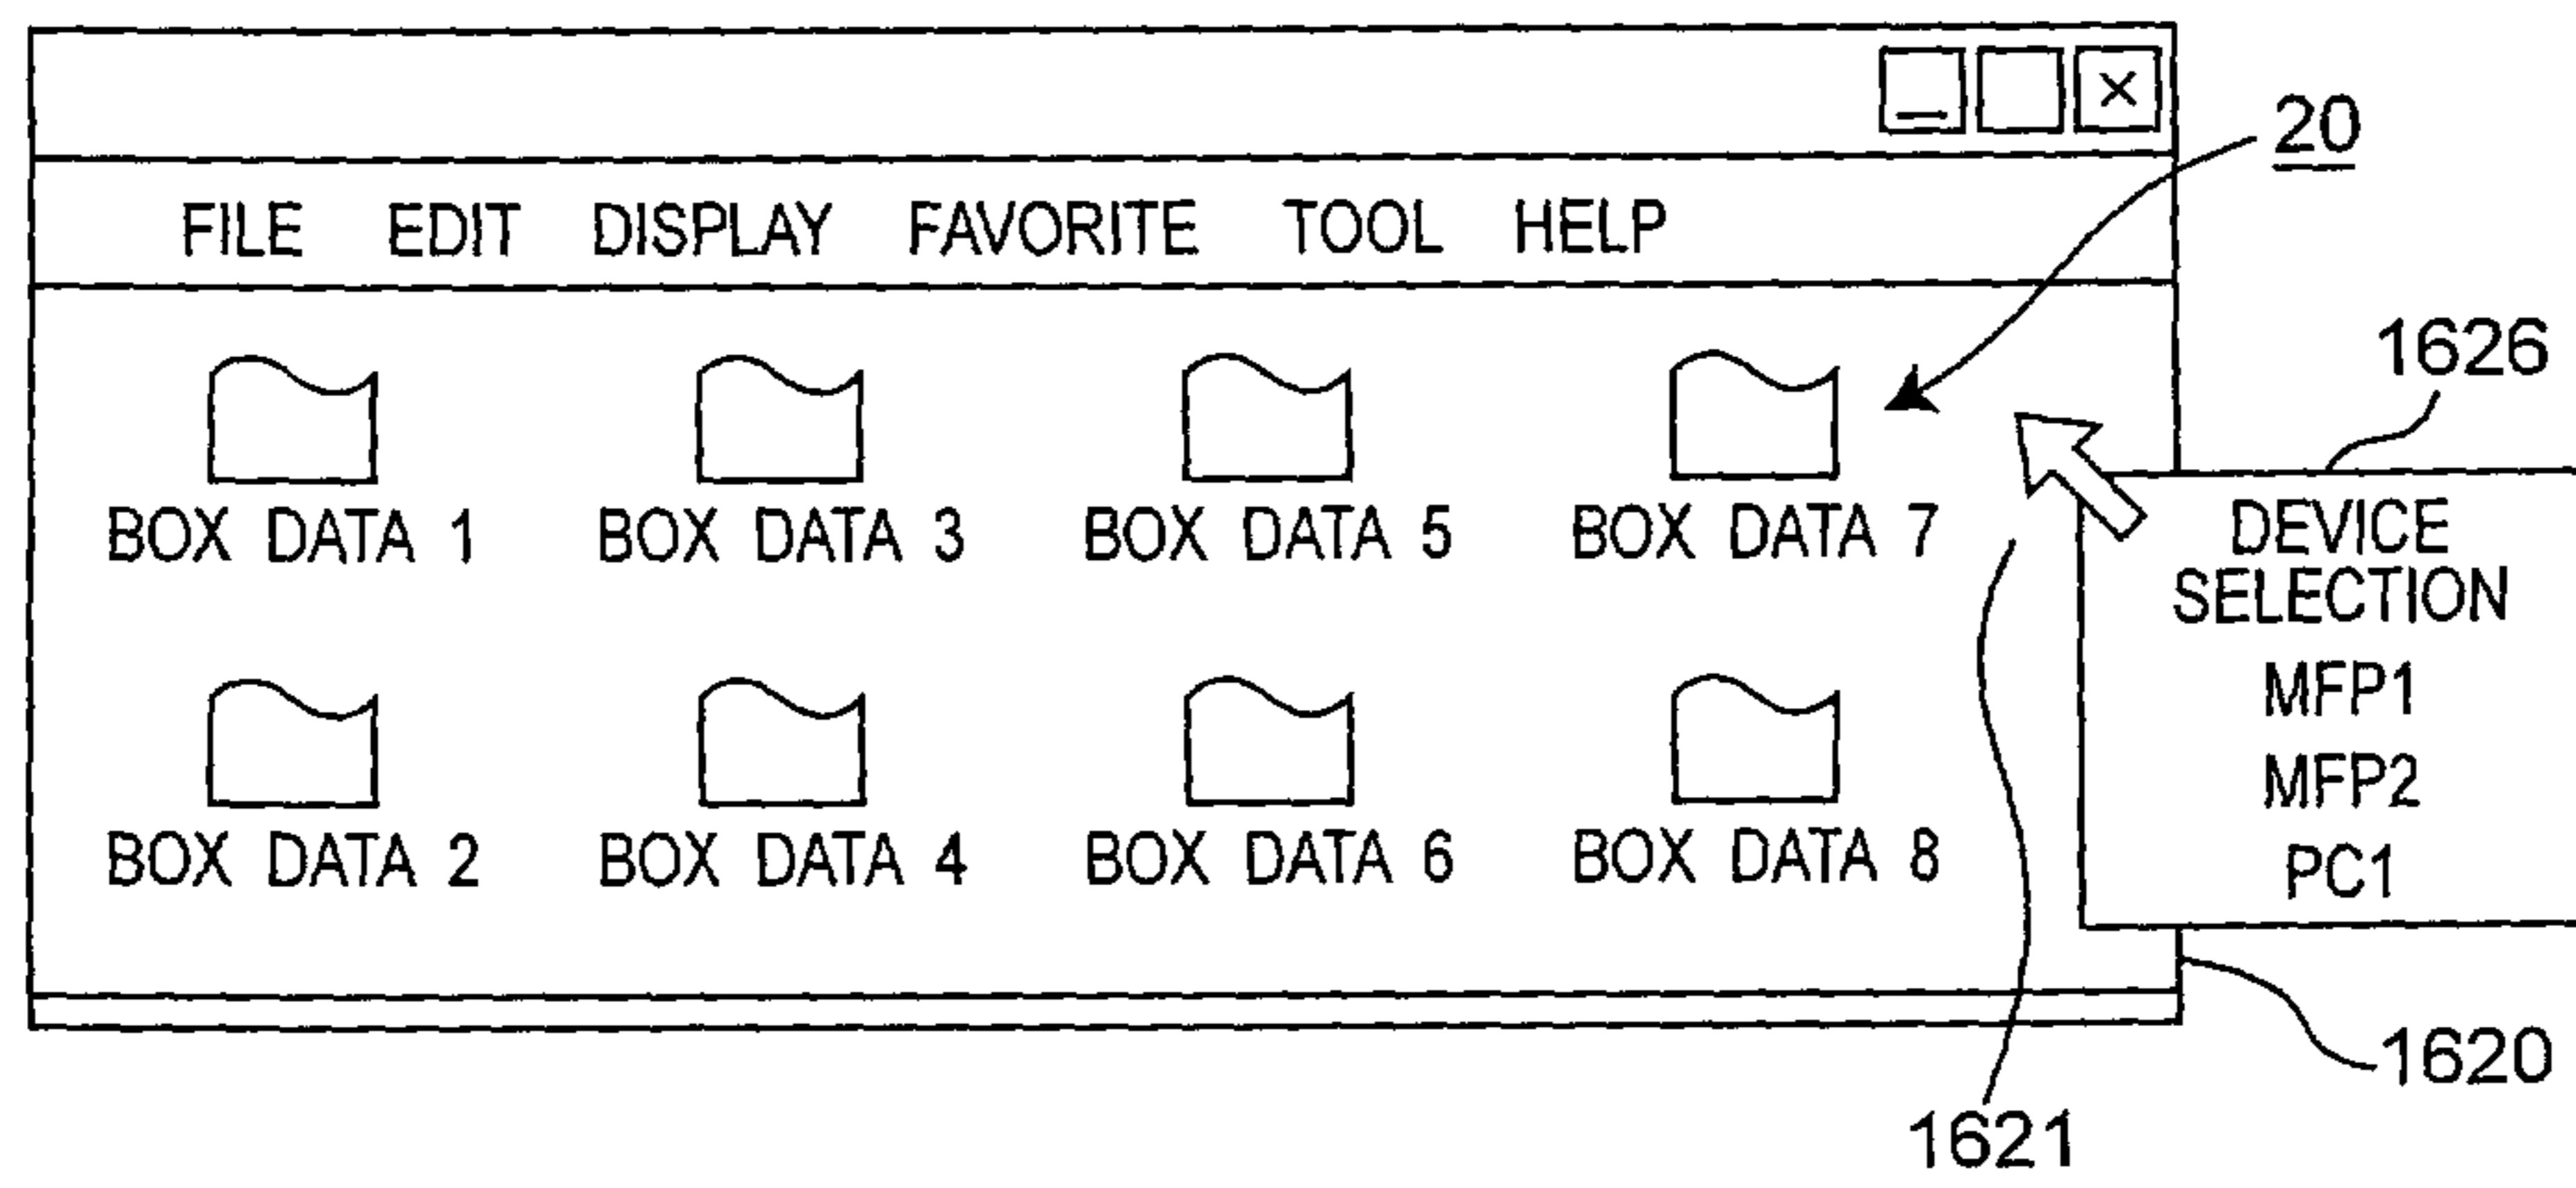 20
FILE EDIT DISPLAY FAVORITE TOOL HELP
1626
BOX DATA 1 BOX DATA 3 BOX DATA 5 BOX DATA 7
DEVICE
SELECTION
MFP1
MFP2
PC1
BOX DATA 2 BOX DATA 4 BOX DATA 6 BOX DATA 8
1620
1621